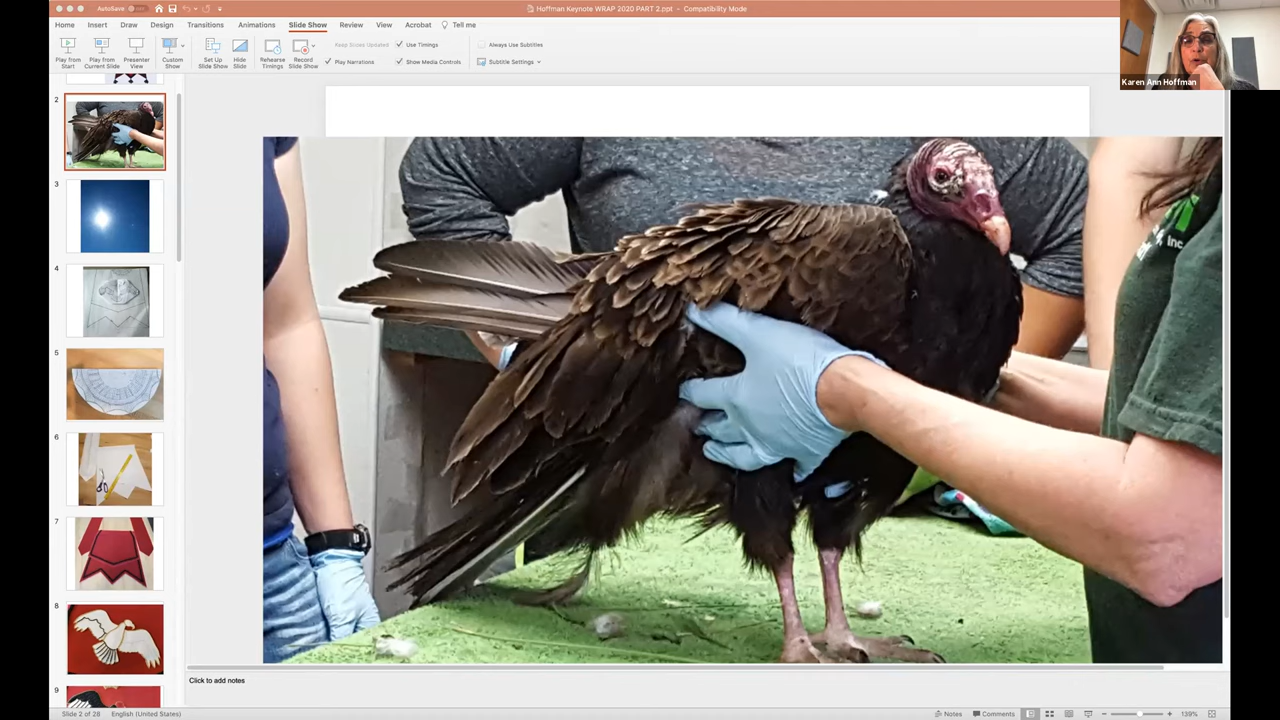 AutoSave
Hoffman Keynote WRAP 2020 PART 2.ppt - Compatibility Mode
Home Insert Draw Design Transitions Animations Slide Show Review View Acrobat Tell me
Play from Start
Play from Current Slide
Presenter View
Custom Show
Set Up Slide Show
Hide Slide
Rehearse Timings
Record Slide Show
Keep Slides Updated
Use Timings
Play Narrations
Show Media Controls
Always Use Subtitles
Subtitle Settings
Karen Ann Hoffman
2
3
4
5
6
7
8
9
, Inc
Click to add notes
Slide 2 of 28 English (United States) Notes Comments 139%